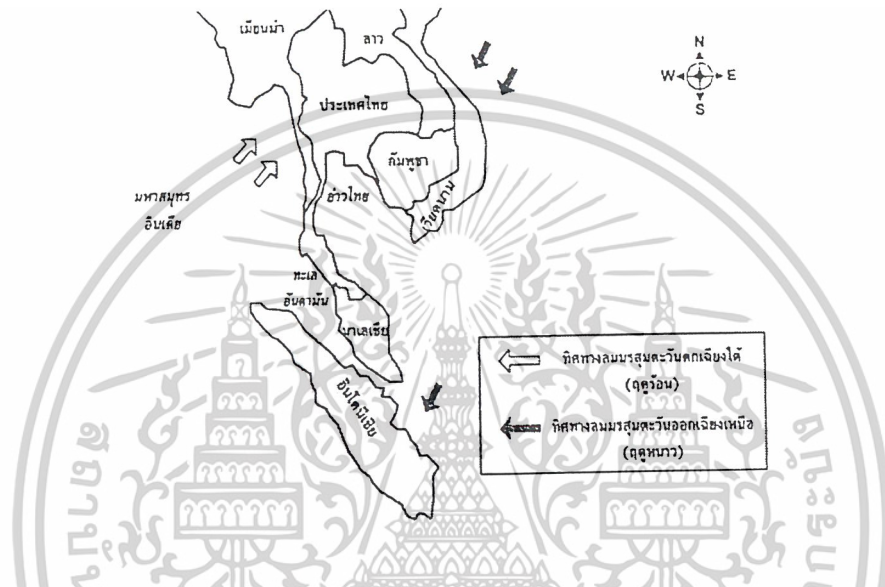 เมียนม่า
ลาว
N
W E
S
ประเทศไทย
กัมพูชา
อ่าวไทย
เวียดนาม
มหาสมุทร
อินเดีย
ทะเล
อันดามัน
มาเลเซีย
อินโดนีเซีย
ทิศทางลมมรสุมตะวันตกเฉียงใต้
(ฤดูร้อน)
ทิศทางลมมรสุมตะวันออกเฉียงเหนือ
(ฤดูหนาว)